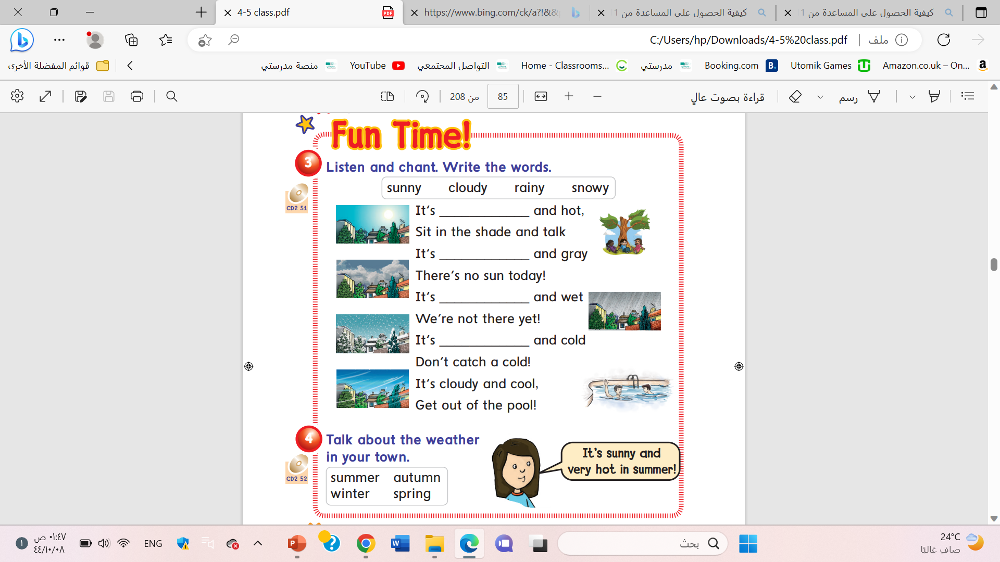 4-5 class.pdf
https://www.bing.com/ck/a?!&&
كيفية الحصول على المساعدة من 1
كيفية الحصول على المساعدة من 1
C:/Users/hp/Downloads/4-5%20class.pdf
ملف
قوائم المفضلة الأخرى
منصة مدرستي
YouTube
التواصل المجتمعي
Home - Classrooms...
مدرستي
Booking.com
Utomik Games
Amazon.co.uk – On...
من 208
85
قراءة بصوت عالٍ
رسم
Fun Time!
3
Listen and chant. Write the words.
CD2 51
sunny cloudy rainy snowy
It's ____________ and hot,
Sit in the shade and talk
It's ____________ and gray
There's no sun today!
It's ____________ and wet
We're not there yet!
It's ____________ and cold
Don't catch a cold!
It's cloudy and cool,
Get out of the pool!
4
Talk about the weather
in your town.
CD2 52
summer autumn
winter spring
It's sunny and
very hot in summer!
٠١:٤٧ ص
٤٤/١٠/٠٨
ENG
بحث
24°C
صافٍ غالبًا